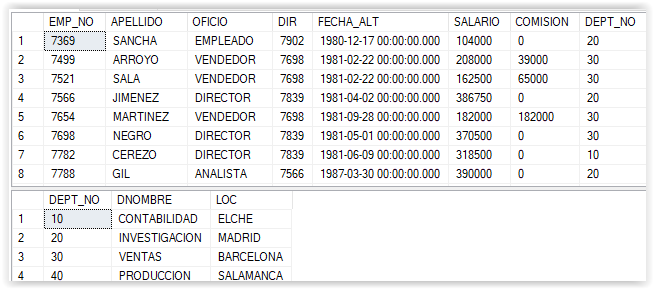 EMP_NO APELLIDO OFICIO DIR FECHA_ALT SALARIO COMISION DEPT_NO
1 7369 SANCHA EMPLEADO 7902 1980-12-17 00:00:00.000 104000 0 20
2 7499 ARROYO VENDEDOR 7698 1981-02-22 00:00:00.000 208000 39000 30
3 7521 SALA VENDEDOR 7698 1981-02-22 00:00:00.000 162500 65000 30
4 7566 JIMENEZ DIRECTOR 7839 1981-04-02 00:00:00.000 386750 0 20
5 7654 MARTINEZ VENDEDOR 7698 1981-09-28 00:00:00.000 182000 182000 30
6 7698 NEGRO DIRECTOR 7839 1981-05-01 00:00:00.000 370500 0 30
7 7782 CEREZO DIRECTOR 7839 1981-06-09 00:00:00.000 318500 0 10
8 7788 GIL ANALISTA 7566 1987-03-30 00:00:00.000 390000 0 20
DEPT_NO DNOMBRE LOC
1 10 CONTABILIDAD ELCHE
2 20 INVESTIGACION MADRID
3 30 VENTAS BARCELONA
4 40 PRODUCCION SALAMANCA